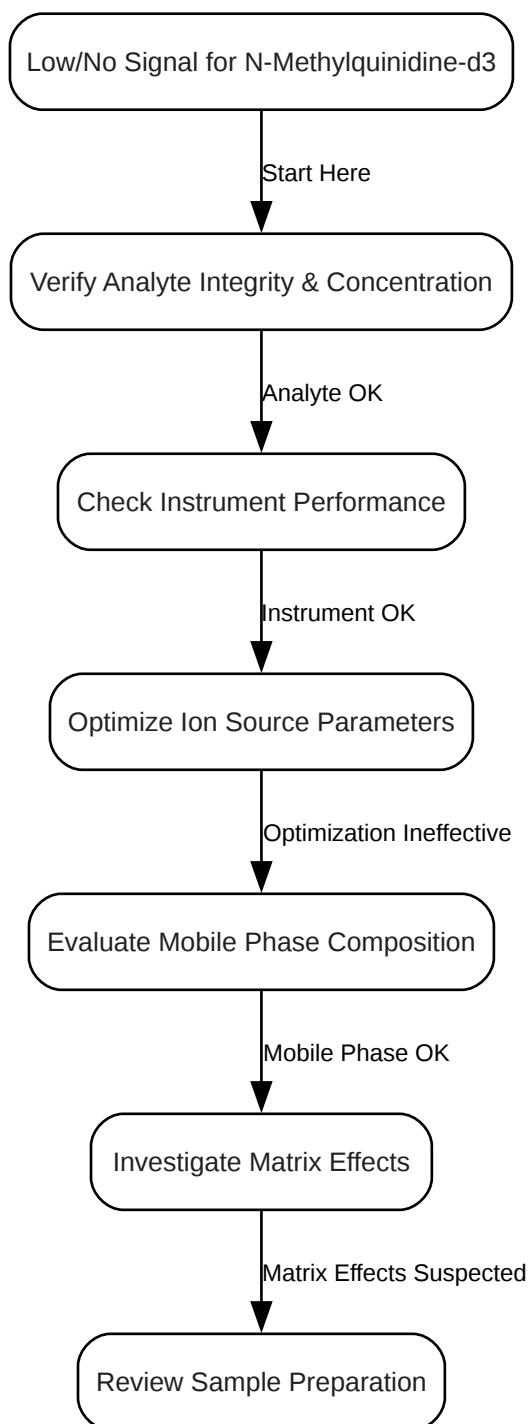 Low/No Signal for N-Methylquinidine-d3
Start Here
Verify Analyte Integrity & Concentration
Analyte OK
Check Instrument Performance
Instrument OK
Optimize Ion Source Parameters
Optimization Ineffective
Evaluate Mobile Phase Composition
Mobile Phase OK
Investigate Matrix Effects
Matrix Effects Suspected
Review Sample Preparation